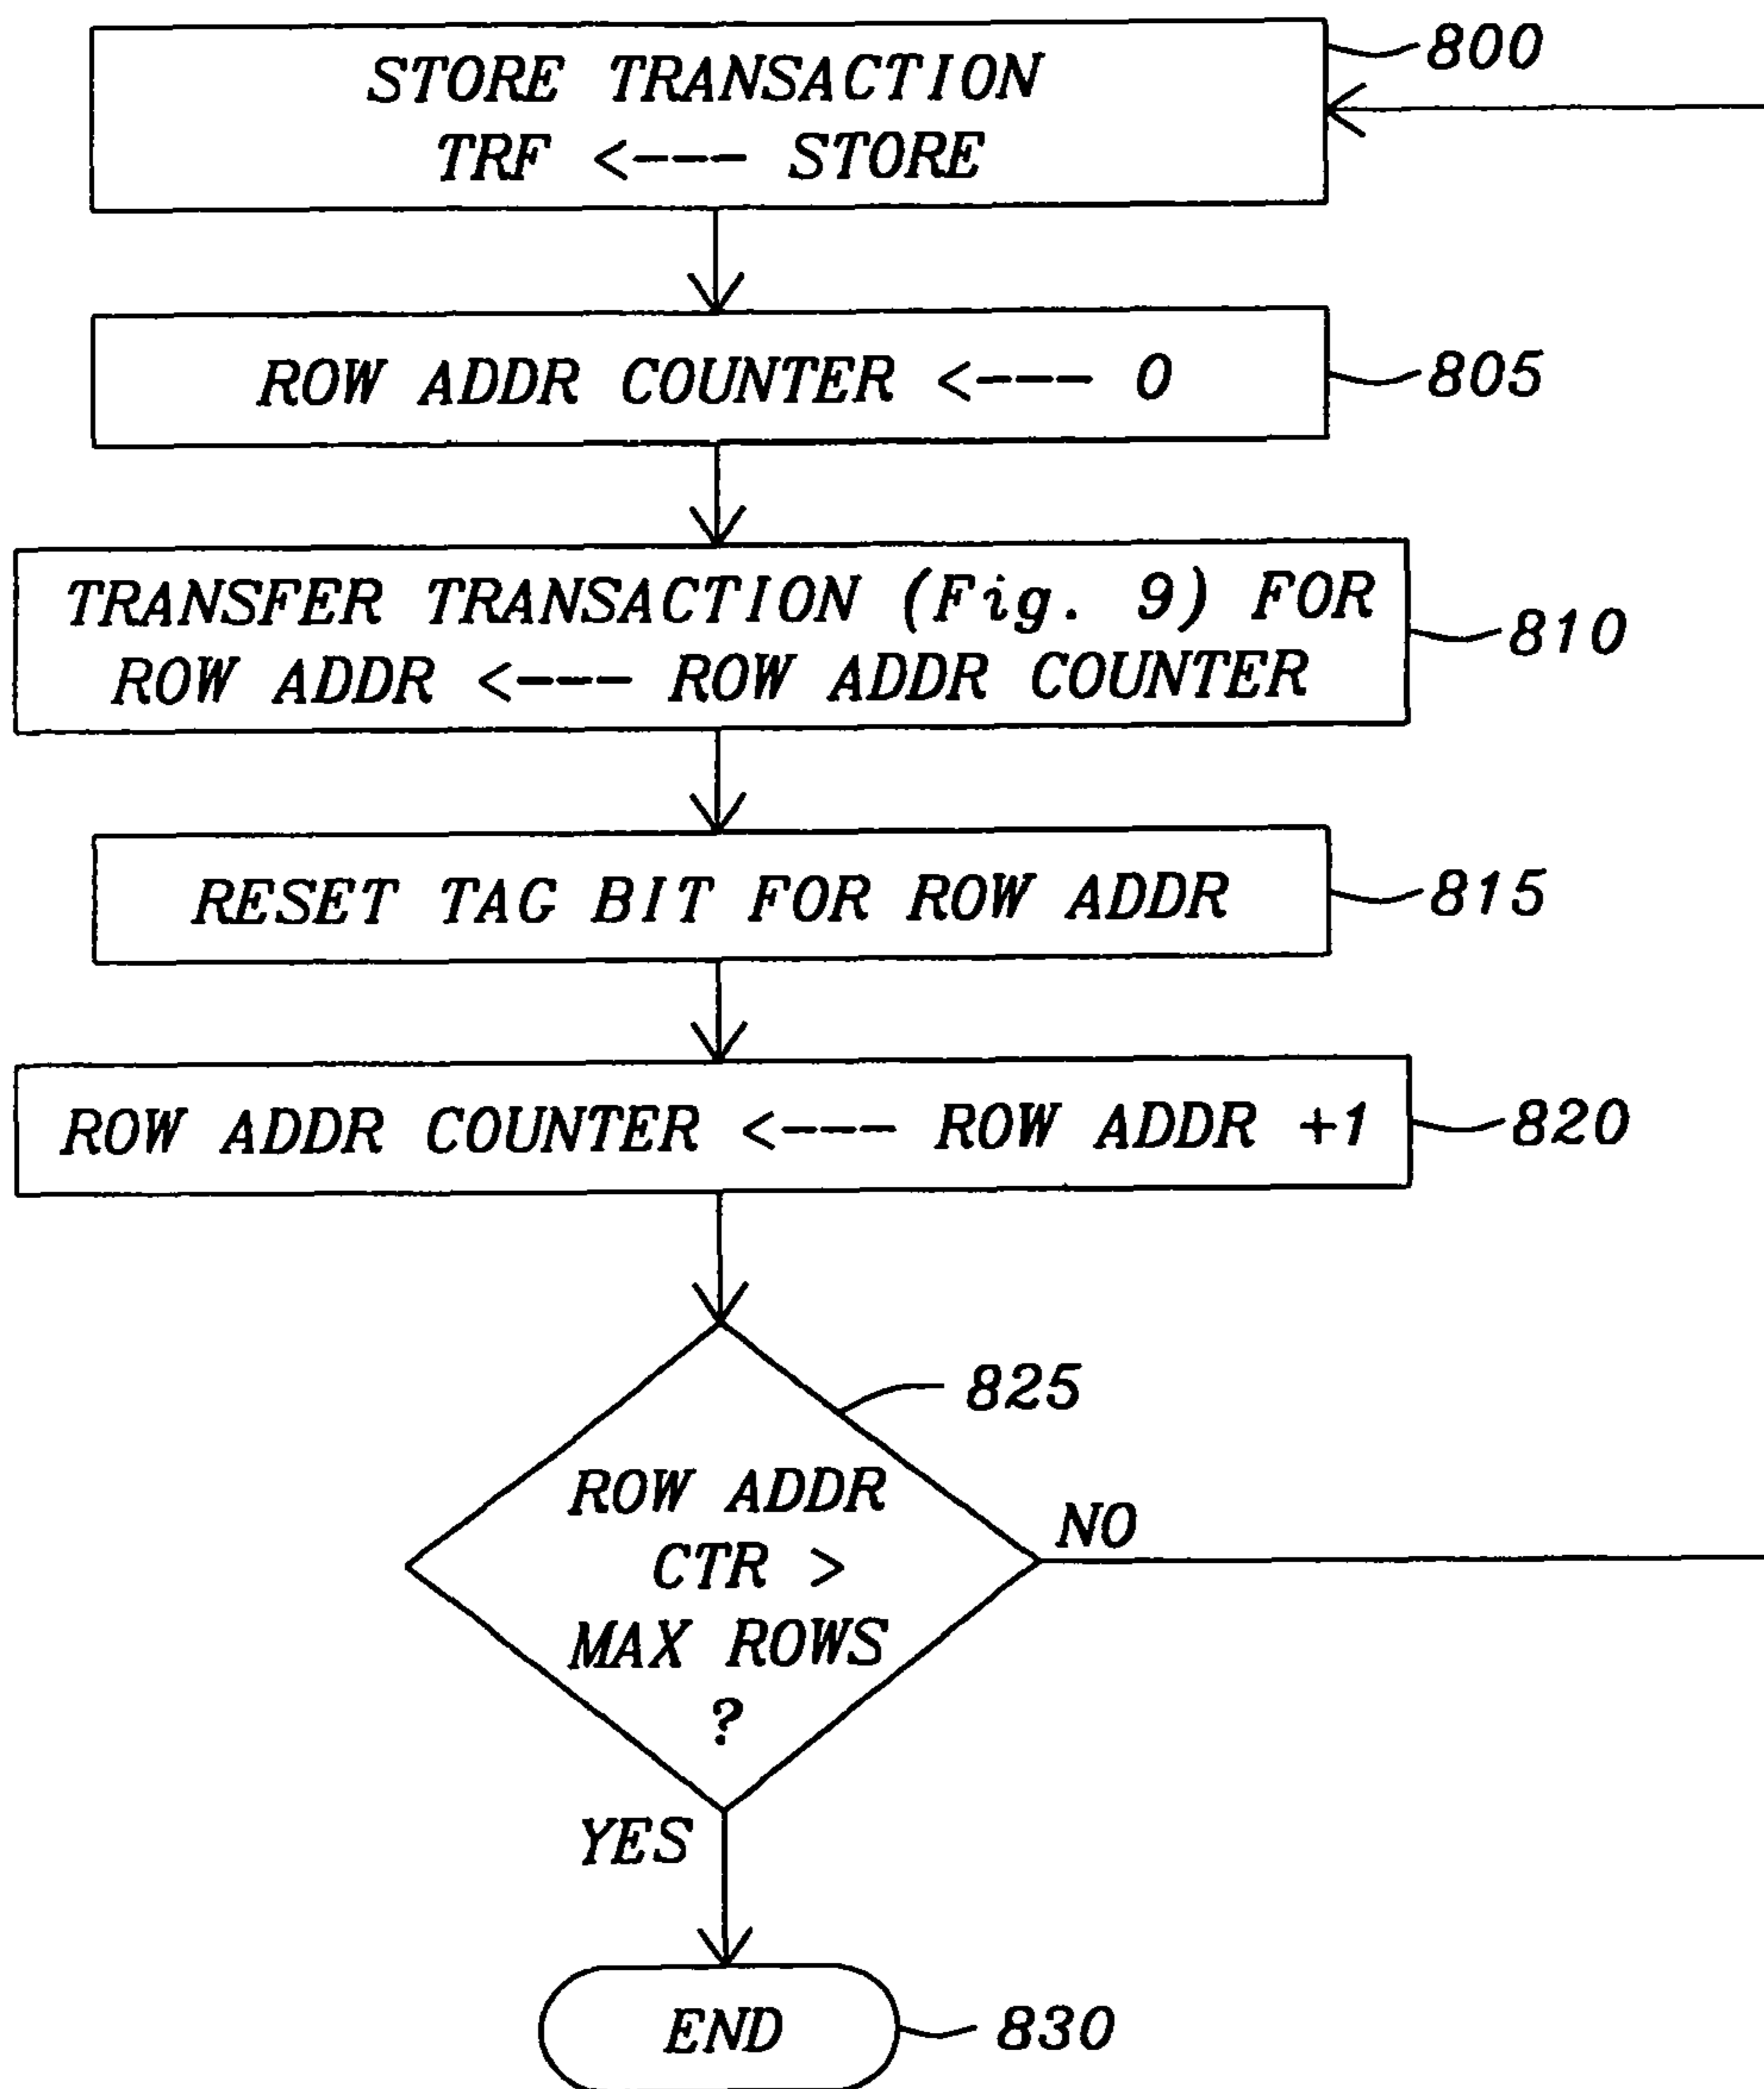 STORE TRANSACTION
TRF <--- STORE
800
ROW ADDR COUNTER <--- 0
805
TRANSFER TRANSACTION (Fig. 9) FOR
ROW ADDR <--- ROW ADDR COUNTER
810
RESET TAG BIT FOR ROW ADDR
815
ROW ADDR COUNTER <--- ROW ADDR +1
820
825
ROW ADDR
CTR >
MAX ROWS
?
NO
YES
END
830